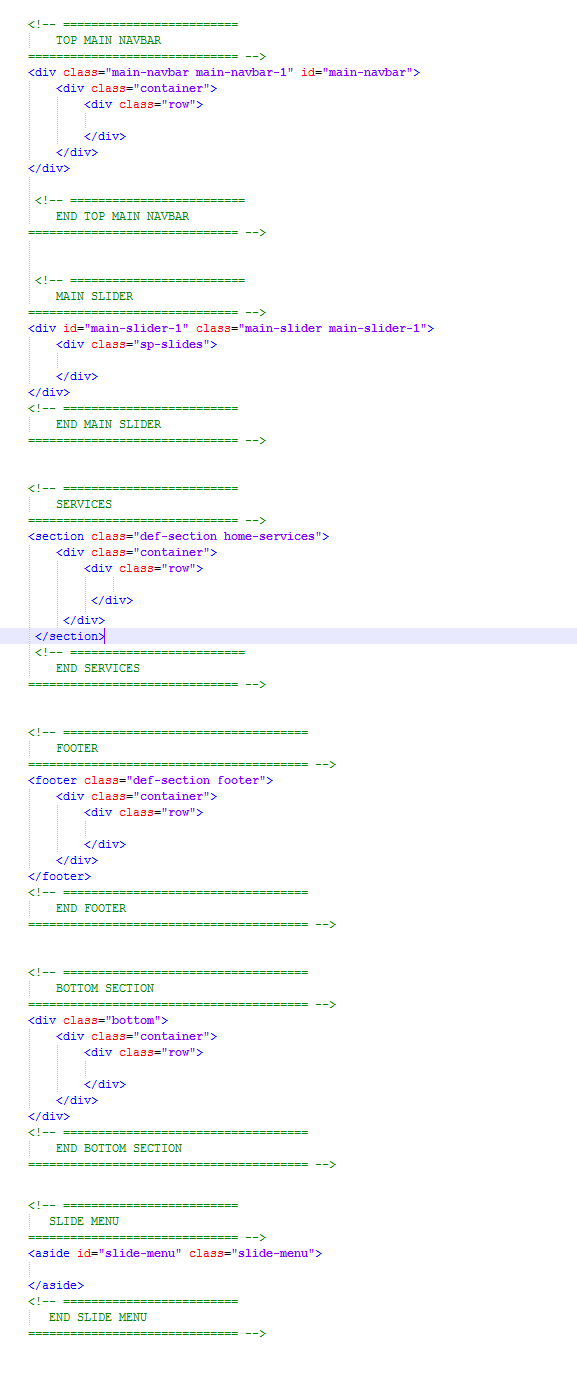 <!-- =========================
TOP MAIN NAVBAR
============================== -->
<div class="main-navbar main-navbar-1" id="main-navbar">
<div class="container">
<div class="row">
</div>
</div>
</div>
<!-- =========================
END TOP MAIN NAVBAR
============================== -->
<!-- =========================
MAIN SLIDER
============================== -->
<div id="main-slider-1" class="main-slider main-slider-1">
<div class="sp-slides">
</div>
</div>
<!-- =========================
END MAIN SLIDER
============================== -->
<!-- =========================
SERVICES
============================== -->
<section class="def-section home-services">
<div class="container">
<div class="row">
</div>
</div>
</section>
<!-- =========================
END SERVICES
============================== -->
<!-- ===================================
FOOTER
======================================== -->
<footer class="def-section footer">
<div class="container">
<div class="row">
</div>
</div>
</footer>
<!-- ===================================
END FOOTER
======================================== -->
<!-- ===================================
BOTTOM SECTION
======================================== -->
<div class="bottom">
<div class="container">
<div class="row">
</div>
</div>
</div>
<!-- ===================================
END BOTTOM SECTION
======================================== -->
<!-- =========================
SLIDE MENU
============================== -->
<aside id="slide-menu" class="slide-menu">
</aside>
<!-- =========================
END SLIDE MENU
============================== -->